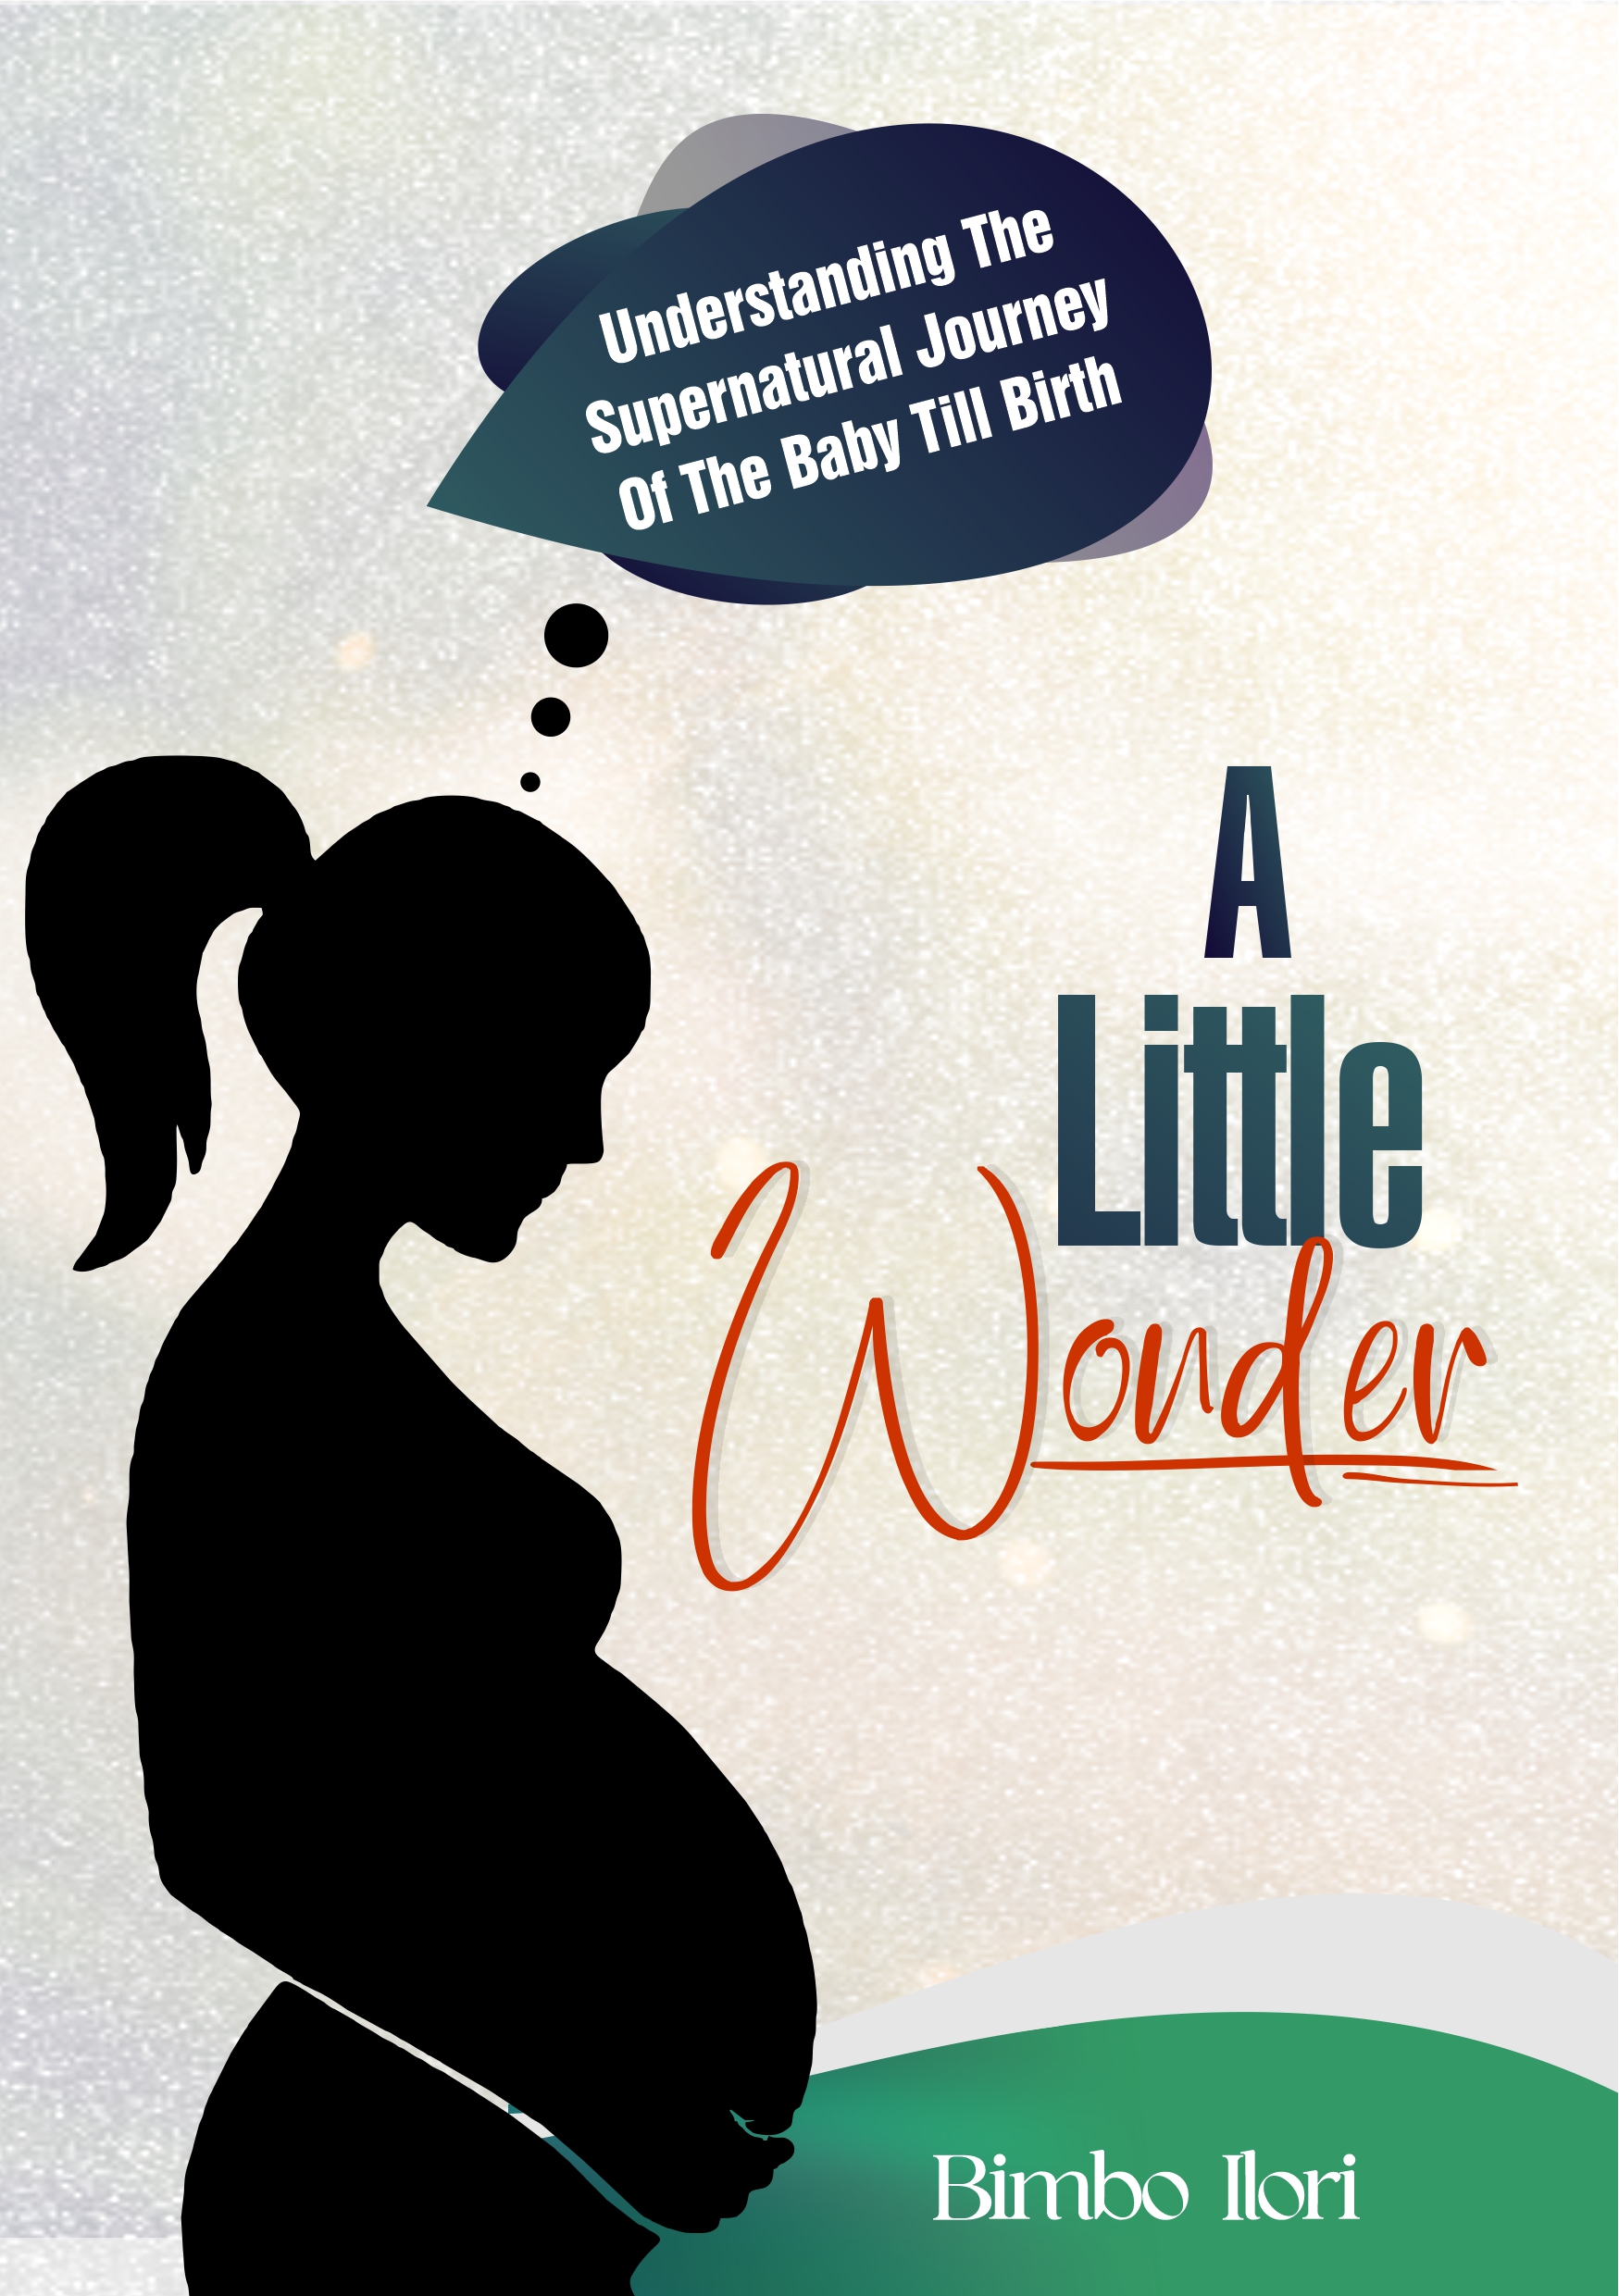 Understanding The
Supernatural Journey
Of The Baby Till Birth
A
Little
Wonder
Bimbo Ilori